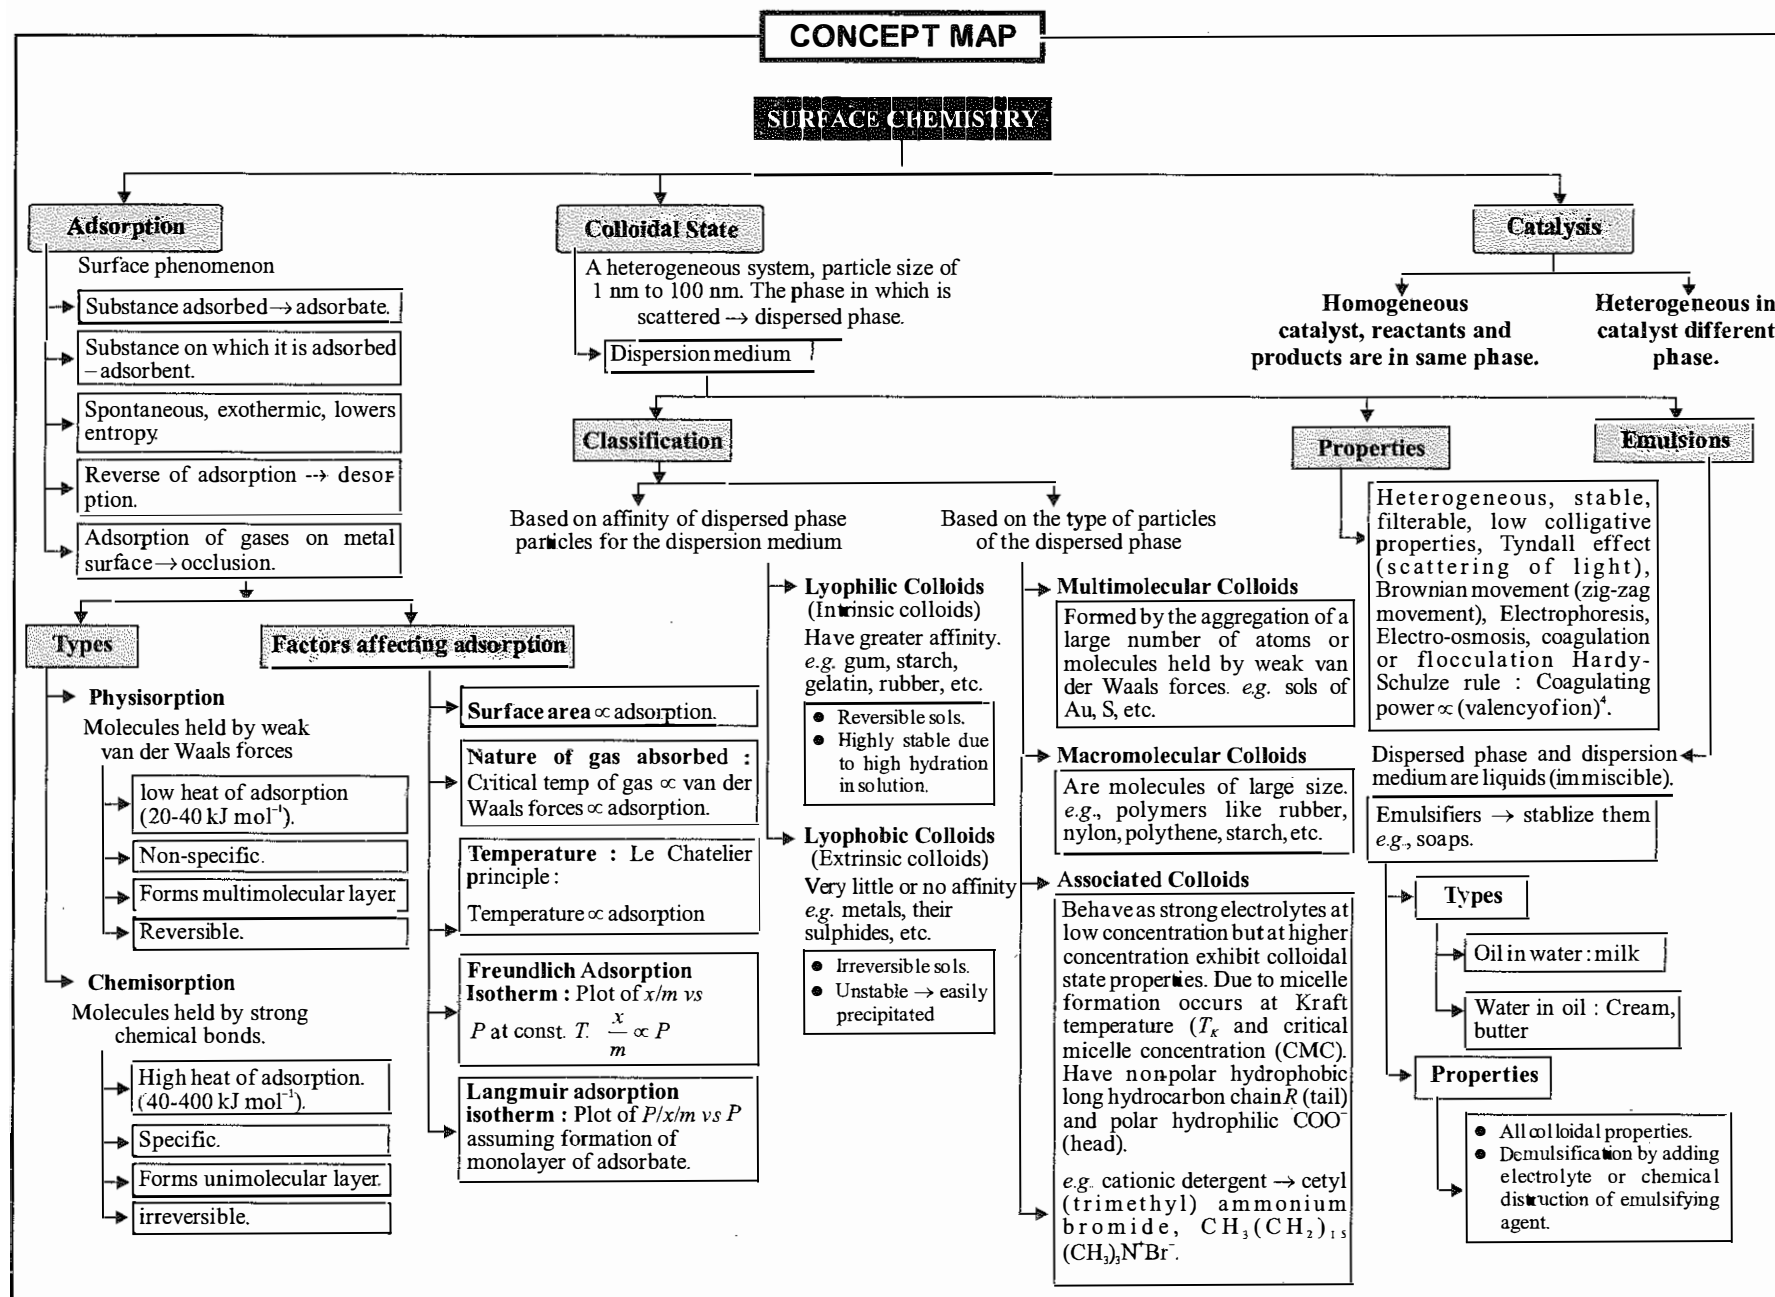 CONCEPT MAP
SURFACE CHEMISTRY
Adsorption
Surface phenomenon
Substance adsorbed → adsorbate.
Substance on which it is adsorbed
– adsorbent.
Spontaneous, exothermic, lowers
entropy.
Reverse of adsorption --→ desor
ption.
Adsorption of gases on metal
surface → occlusion.
Types
Physisorption
Molecules held by weak
van der Waals forces
low heat of adsorption
(20-40 kJ mol⁻¹).
Non-specific.
Forms multimolecular layer.
Reversible.
Chemisorption
Molecules held by strong
chemical bonds.
High heat of adsorption.
(40-400 kJ mol⁻¹).
Specific.
Forms unimolecular layer.
irreversible.
Factors affecting adsorption
Surface area ∝ adsorption.
Nature of gas absorbed :
Critical temp of gas ∝ van der
Waals forces ∝ adsorption.
Temperature : Le Chatelier
principle :
Temperature ∝ adsorption
Freundlich Adsorption
Isotherm : Plot of x/m vs
P at const. T. x/m ∝ P
Langmuir adsorption
isotherm : Plot of P/x/m vs P
assuming formation of
monolayer of adsorbate.
Colloidal State
A heterogeneous system, particle size of
1 nm to 100 nm. The phase in which is
scattered → dispersed phase.
Dispersion medium
Classification
Based on affinity of dispersed phase
particles for the dispersion medium
Lyophilic Colloids
(Intrinsic colloids)
Have greater affinity.
e.g. gum, starch,
gelatin, rubber, etc.
● Reversible sols.
● Highly stable due
to high hydration
in solution.
Lyophobic Colloids
(Extrinsic colloids)
Very little or no affinity
e.g. metals, their
sulphides, etc.
● Irreversible sols.
● Unstable → easily
precipitated
Based on the type of particles
of the dispersed phase
Multimolecular Colloids
Formed by the aggregation of a
large number of atoms or
molecules held by weak van
der Waals forces. e.g. sols of
Au, S, etc.
Macromolecular Colloids
Are molecules of large size.
e.g., polymers like rubber,
nylon, polythene, starch, etc.
Associated Colloids
Behave as strong electrolytes at
low concentration but at higher
concentration exhibit colloidal
state properties. Due to micelle
formation occurs at Kraft
temperature (T_K and critical
micelle concentration (CMC).
Have non-polar hydrophobic
long hydrocarbon chain R (tail)
and polar hydrophilic COO⁻
(head).
e.g. cationic detergent → cetyl
(trimethyl) ammonium
bromide, CH₃(CH₂)₁₅
(CH₃)₃N⁺Br⁻.
Properties
Heterogeneous, stable,
filterable, low colligative
properties, Tyndall effect
(scattering of light),
Brownian movement (zig-zag
movement), Electrophoresis,
Electro-osmosis, coagulation
or flocculation Hardy-
Schulze rule : Coagulating
power ∝ (valency of ion)⁴.
Emulsions
Dispersed phase and dispersion
medium are liquids (immiscible).
Emulsifiers → stablize them
e.g., soaps.
Types
Oil in water : milk
Water in oil : Cream,
butter
Properties
● All colloidal properties.
● Demulsification by adding
electrolyte or chemical
distruction of emulsifying
agent.
Catalysis
Homogeneous
catalyst, reactants and
products are in same phase.
Heterogeneous in
catalyst different
phase.